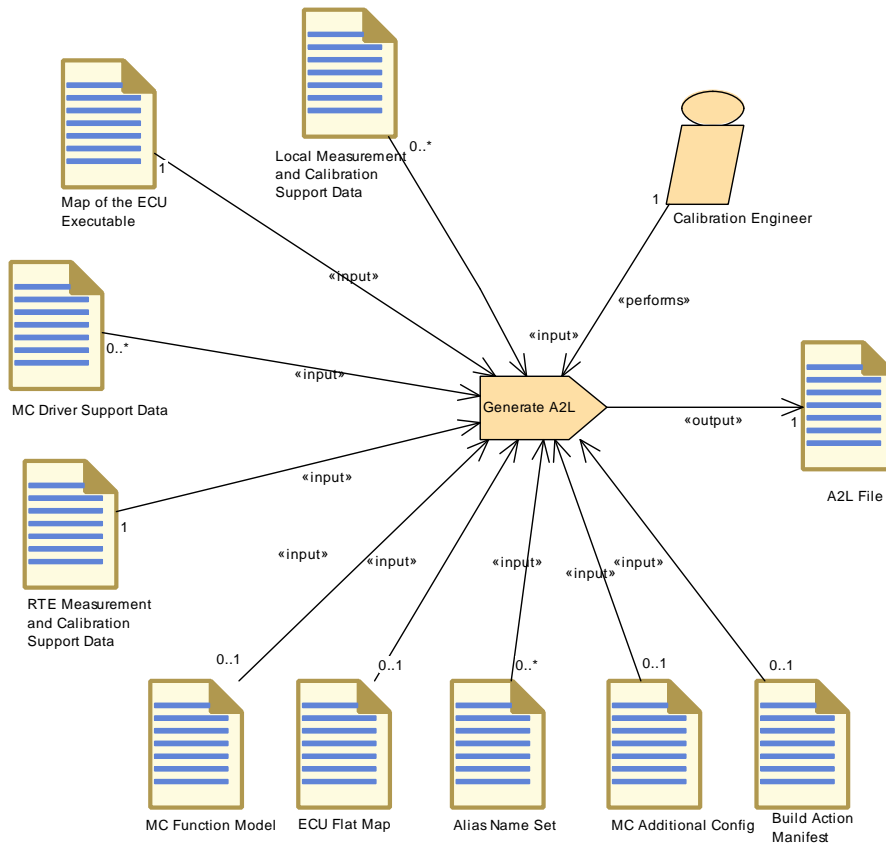 0..*
Local Measurement
and Calibration
Support Data
1
Map of the ECU
Executable
1
Calibration Engineer
«input»
«performs»
0..*
«input»
«input»
MC Driver Support Data
Generate A2L
«output»
1
«input»
A2L File
1
RTE Measurement
and Calibration
Support Data
«input»
«input»
«input»
«input»
«input»
0..1
0..1
0..*
0..1
0..1
MC Function Model
ECU Flat Map
Alias Name Set
MC Additional Config
Build Action
Manifest